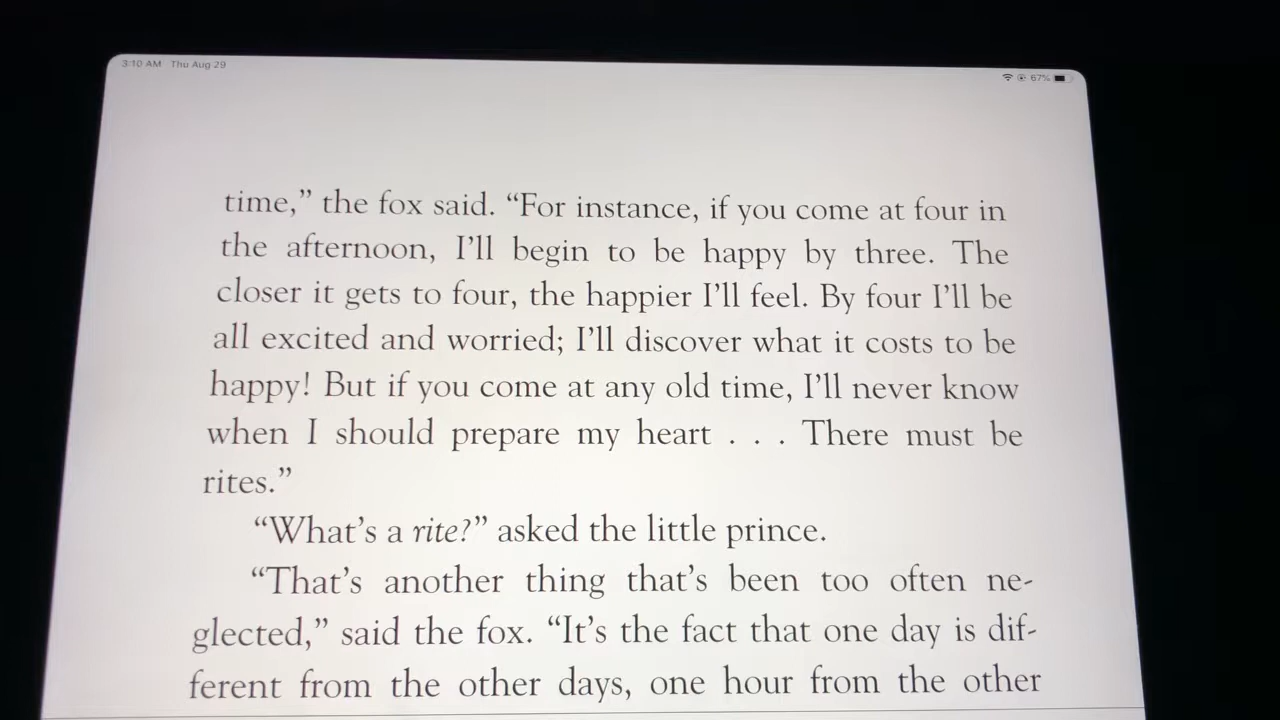 3:10 AM Thu Aug 29
67%
time,” the fox said. “For instance, if you come at four in
the afternoon, I’ll begin to be happy by three. The
closer it gets to four, the happier I’ll feel. By four I’ll be
all excited and worried; I’ll discover what it costs to be
happy! But if you come at any old time, I’ll never know
when I should prepare my heart . . . There must be
rites.”
“What’s a rite?” asked the little prince.
“That’s another thing that’s been too often ne-
glected,” said the fox. “It’s the fact that one day is dif-
ferent from the other days, one hour from the other